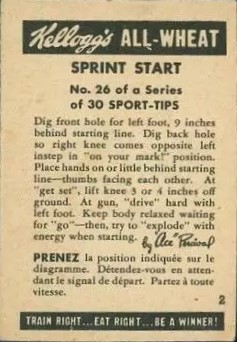 Kellogg's ALL-WHEAT
SPRINT START
No. 26 of a Series
of 30 SPORT-TIPS
Dig front hole for left foot, 9 inches
behind starting line. Dig back hole
so right knee comes opposite left
instep in "on your mark!" position.
Place hands on or little behind starting
line—thumbs facing each other. At
"get set", lift knee 3 or 4 inches off
ground. At gun, "drive" hard with
left foot. Keep body relaxed waiting
for "go"—then, try to "explode" with
energy when starting. by "Ace" Percival
PRENEZ la position indiquée sur le
diagramme. Détendez-vous en atten-
dant le signal de départ. Partez à toute
vitesse.
2
TRAIN RIGHT...EAT RIGHT...BE A WINNER!